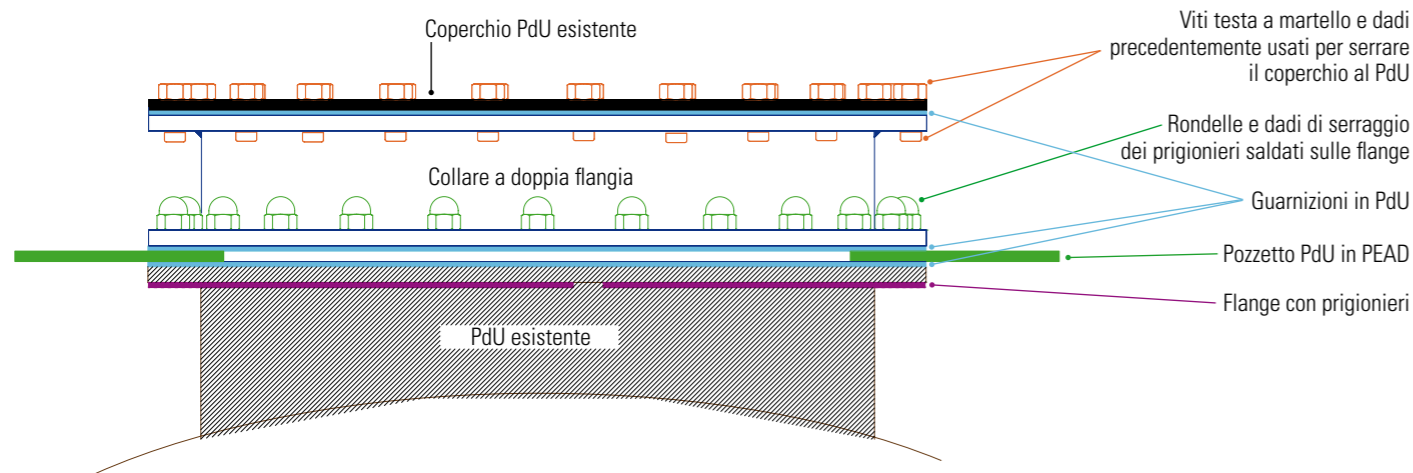 Coperchio PdU esistente
Viti testa a martello e dadi
precedentemente usati per serrare
il coperchio al PdU
Rondelle e dadi di serraggio
dei prigionieri saldati sulle flange
Collare a doppia flangia
Guarnizioni in PdU
Pozzetto PdU in PEAD
Flange con prigionieri
PdU esistente